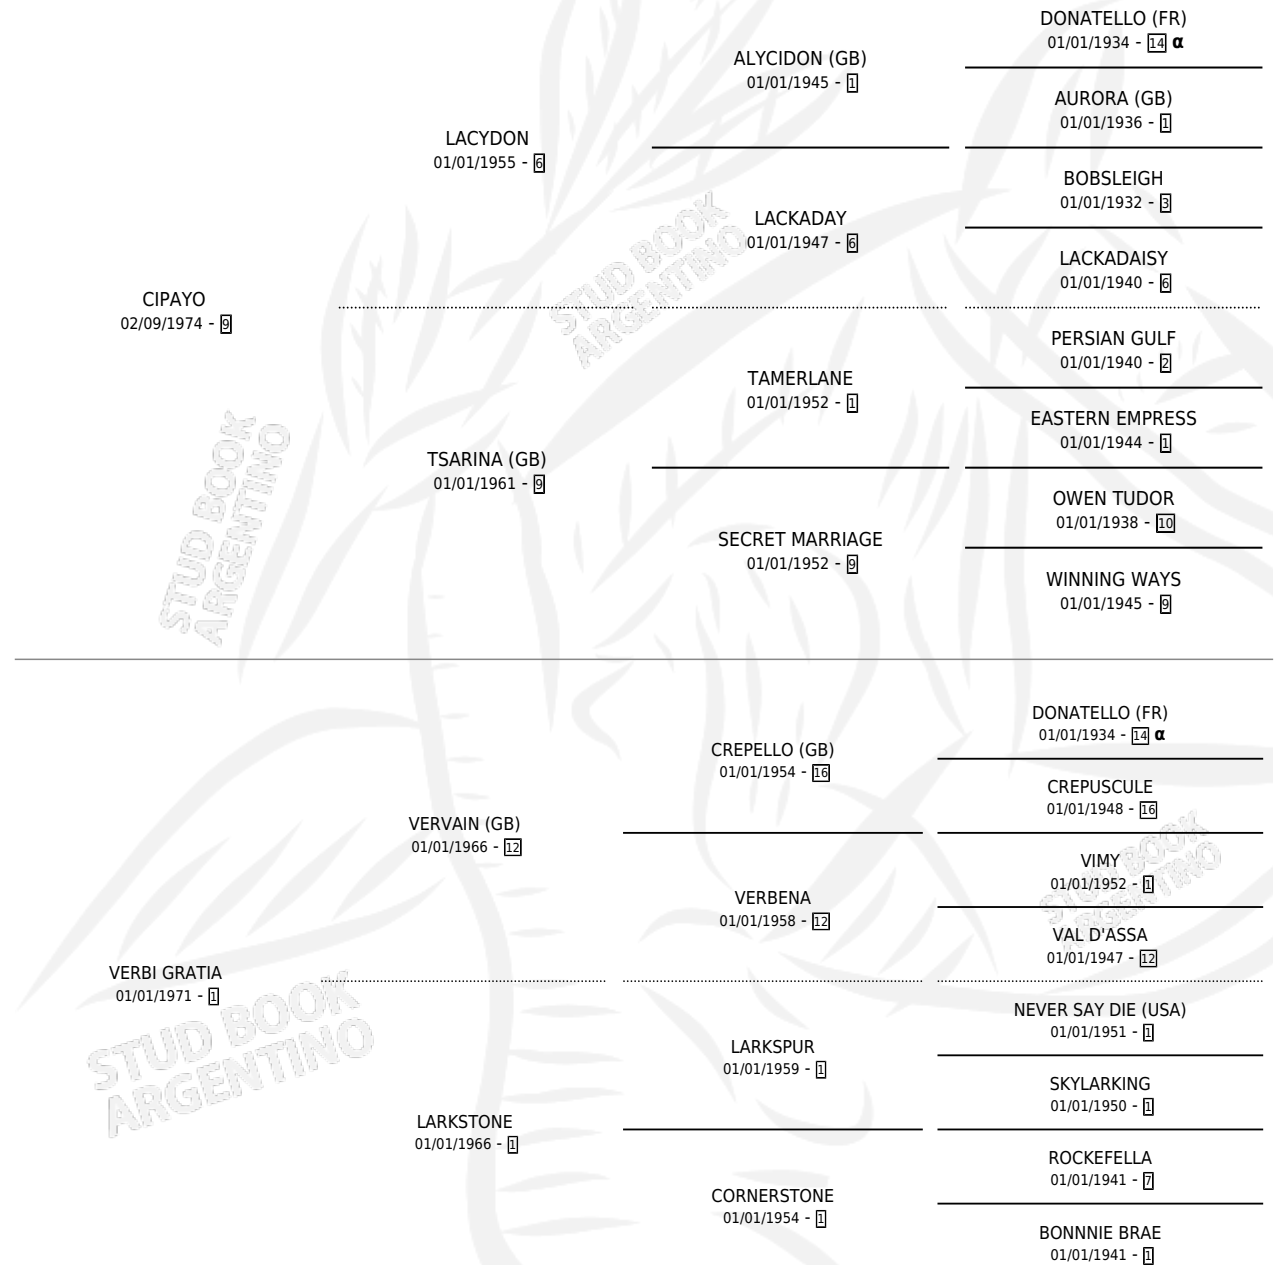 DONATELLO (FR)
01/01/1934 - 14 α
ALYCIDON (GB)
01/01/1945 - 1
AURORA (GB)
01/01/1936 - 1
LACYDON
01/01/1955 - 6
BOBSLEIGH
01/01/1932 - 3
LACKADAY
01/01/1947 - 6
LACKADAISY
01/01/1940 - 6
CIPAYO
02/09/1974 - 9
STUD BOOK
ARGENTINO
PERSIAN GULF
01/01/1940 - 2
TAMERLANE
01/01/1952 - 1
EASTERN EMPRESS
01/01/1944 - 1
TSARINA (GB)
01/01/1961 - 9
OWEN TUDOR
01/01/1938 - 10
SECRET MARRIAGE
01/01/1952 - 9
WINNING WAYS
01/01/1945 - 9
STUD BOOK
ARGENTINO
DONATELLO (FR)
01/01/1934 - 14 α
CREPELLO (GB)
01/01/1954 - 16
CREPUSCULE
01/01/1948 - 16
VERVAIN (GB)
01/01/1966 - 12
VIMY
01/01/1952 - 1
STUD BOOK
ARGENTINO
VERBENA
01/01/1958 - 12
VAL D'ASSA
01/01/1947 - 12
VERBI GRATIA
01/01/1971 - 1
STUD BOOK
ARGENTINO
NEVER SAY DIE (USA)
01/01/1951 - 1
LARKSPUR
01/01/1959 - 1
SKYLARKING
01/01/1950 - 1
LARKSTONE
01/01/1966 - 1
ROCKEFELLA
01/01/1941 - 7
CORNERSTONE
01/01/1954 - 1
BONNNIE BRAE
01/01/1941 - 1